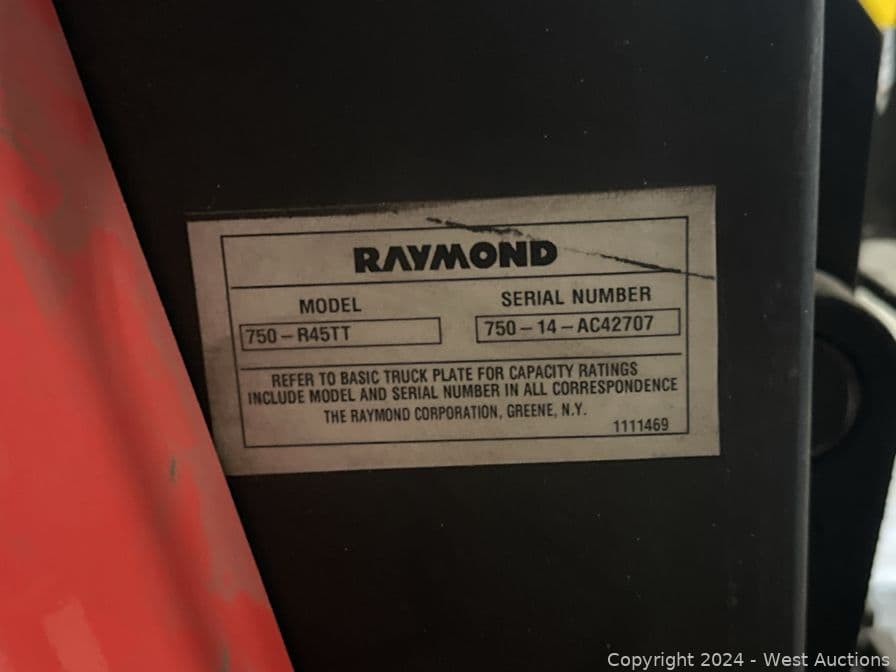 RAYMOND
MODEL SERIAL NUMBER
750-R45TT 750-14-AC42707
REFER TO BASIC TRUCK PLATE FOR CAPACITY RATINGS
INCLUDE MODEL AND SERIAL NUMBER IN ALL CORRESPONDENCE
THE RAYMOND CORPORATION, GREENE, N.Y.
1111469
Copyright 2024 - West Auctions